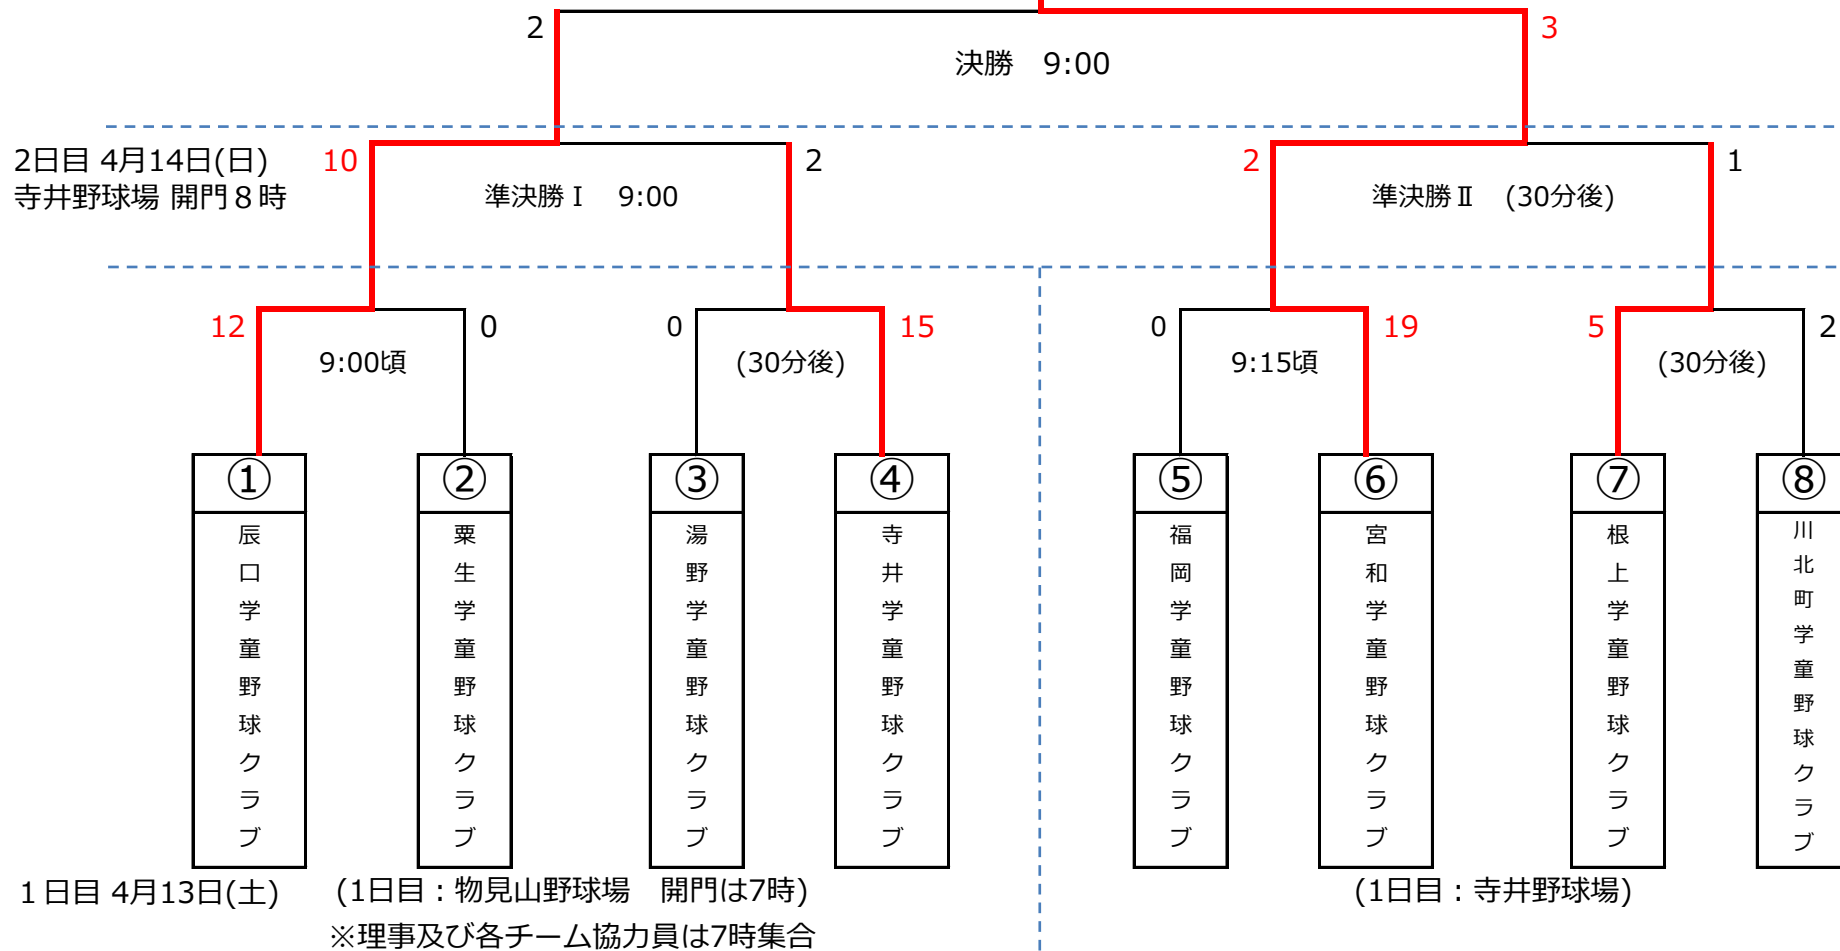 2
3
決勝　9:00
2日目 4月14日(日)
寺井野球場 開門８時
10
2
準決勝Ⅰ　9:00
2
1
準決勝Ⅱ　(30分後)
12
0
9:00頃
0
15
(30分後)
0
19
9:15頃
5
2
(30分後)
①
辰口学童野球クラブ
②
粟生学童野球クラブ
③
湯野学童野球クラブ
④
寺井学童野球クラブ
⑤
福岡学童野球クラブ
⑥
宮和学童野球クラブ
⑦
根上学童野球クラブ
⑧
川北町学童野球クラブ
１日目 4月13日(土)
(1日目：物見山野球場　開門は7時)
※理事及び各チーム協力員は7時集合
(1日目：寺井野球場)